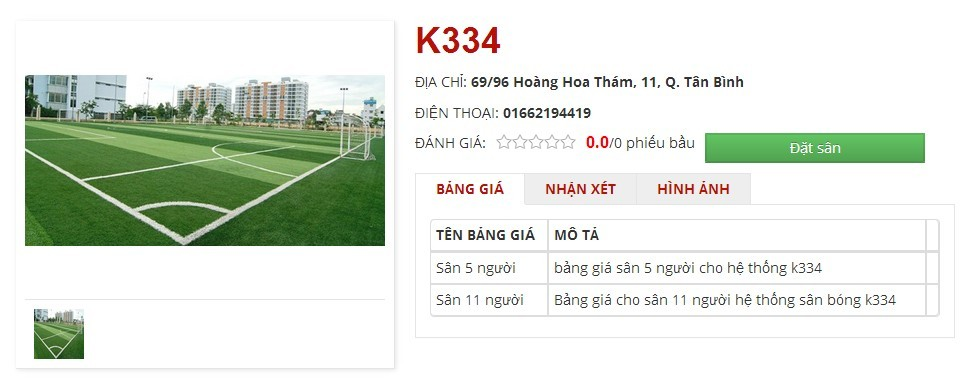 K334
ĐỊA CHỈ: 69/96 Hoàng Hoa Thám, 11, Q. Tân Bình
ĐIỆN THOẠI: 01662194419
ĐÁNH GIÁ: 0.0/0 phiếu bầu Đặt sân
BẢNG GIÁ NHẬN XÉT HÌNH ẢNH
TÊN BẢNG GIÁ MÔ TẢ
Sân 5 người bảng giá sân 5 người cho hệ thống k334
Sân 11 người Bảng giá cho sân 11 người hệ thống sân bóng k334